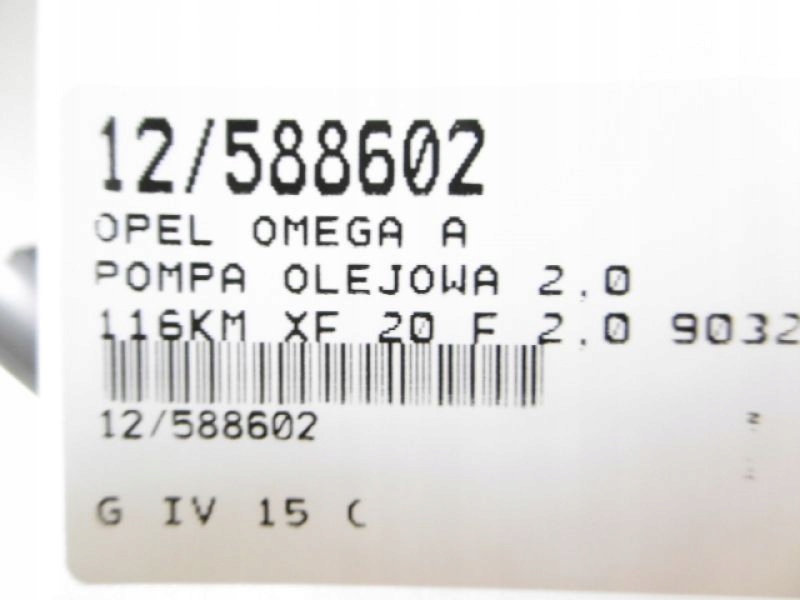 12/588602
OPEL OMEGA A
POMPA OLEJOWA 2.0
116KM XF 20 F 2.0 9032
12/588602
G IV 15 C